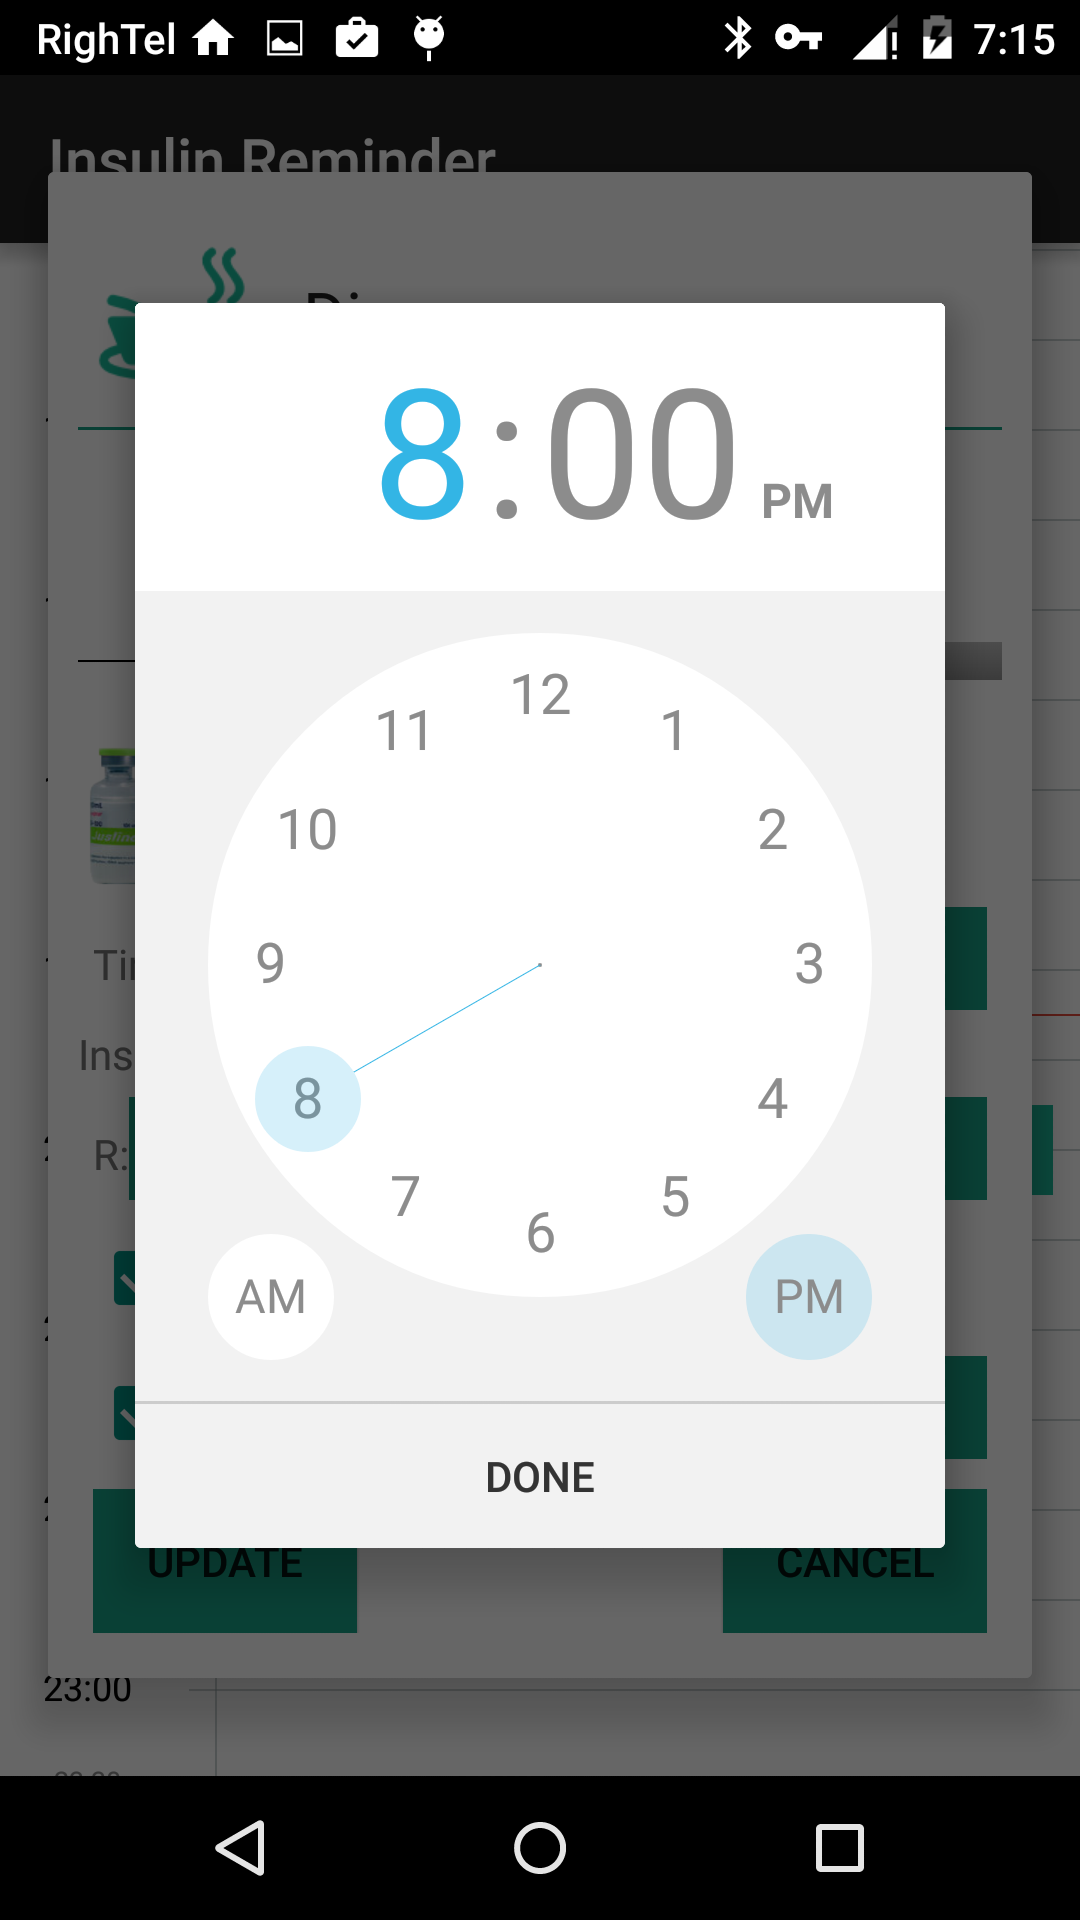 RighTel 7:15
Insulin Reminder
Di
8:00 PM
12
11 1
10 2
9 3
8 4
7 5
6
AM PM
Ins
R:
DONE
UPDATE CANCEL
23:00